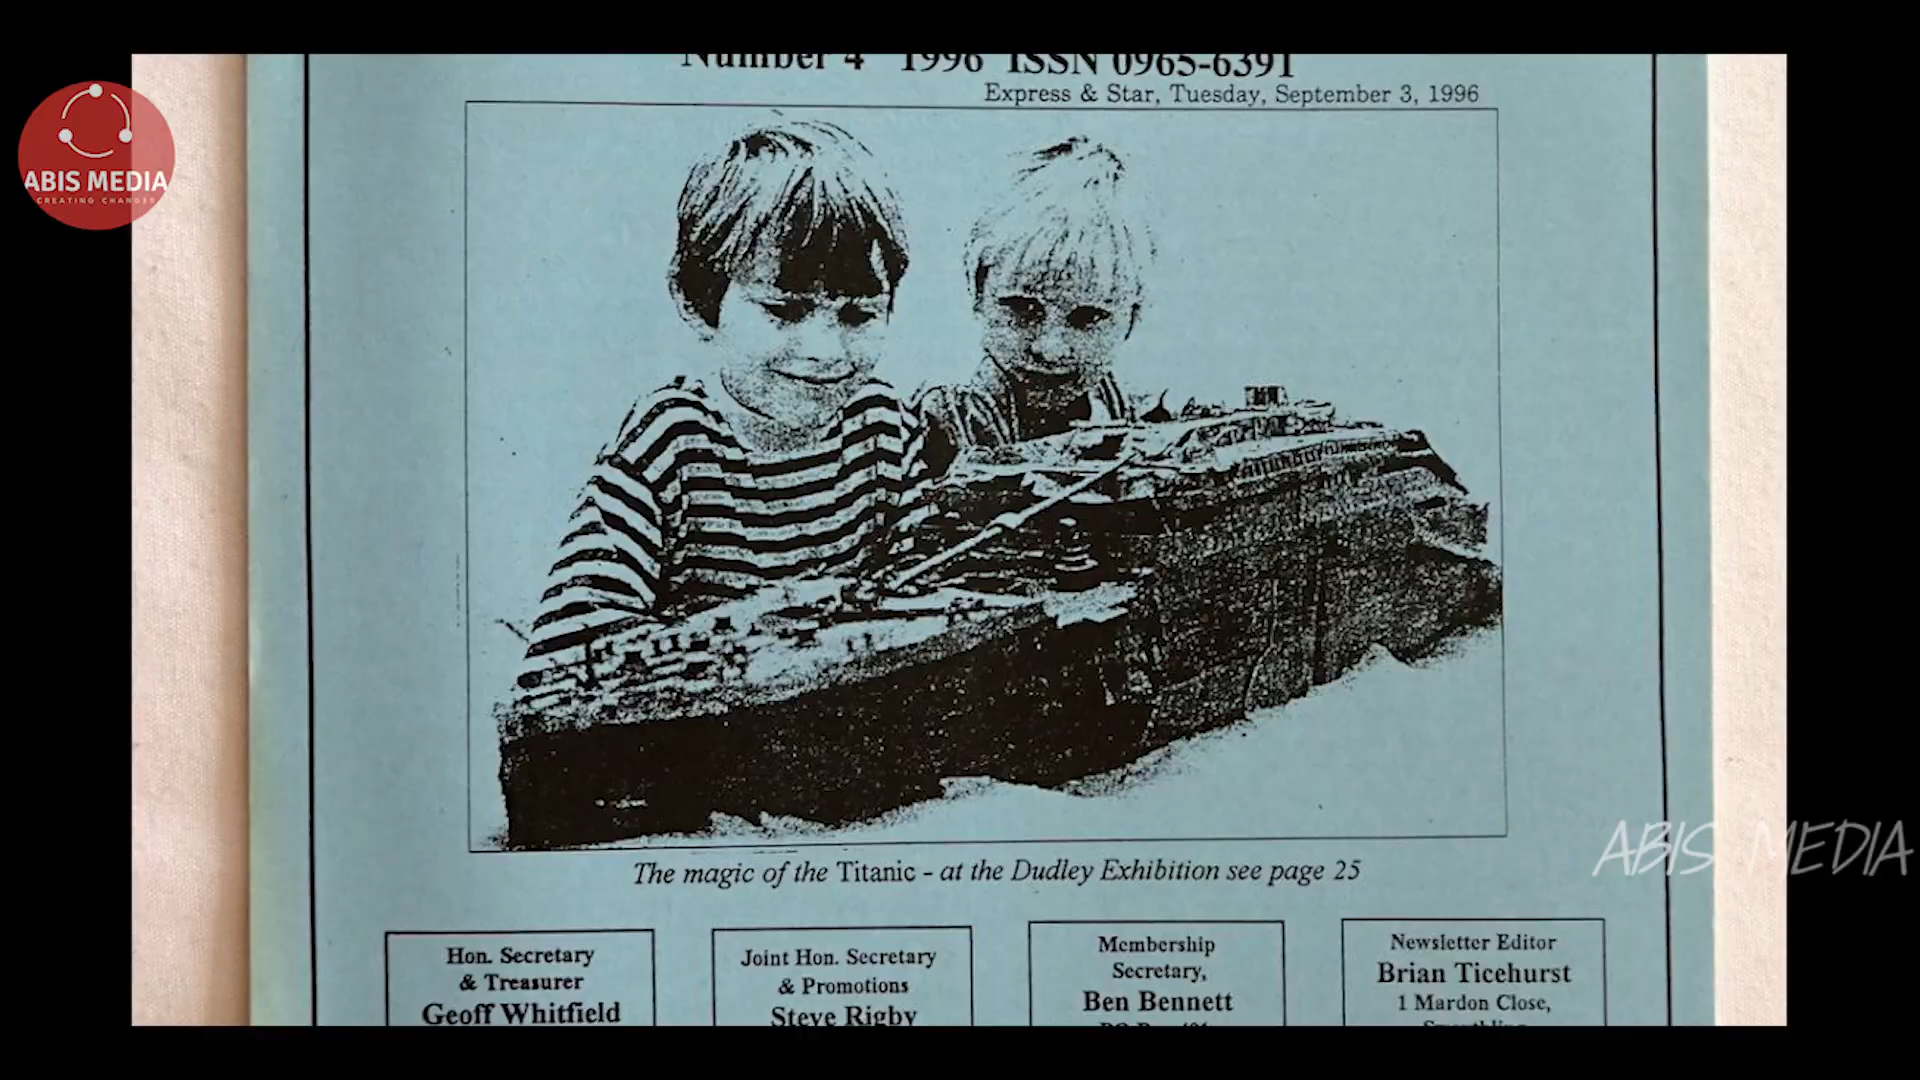 Number 4 1996 ISSN 0965-6391
Express & Star, Tuesday, September 3, 1996
ABIS MEDIA
CREATING CHANGES
The magic of the Titanic - at the Dudley Exhibition see page 25
ABIS MEDIA
Hon. Secretary
& Treasurer
Geoff Whitfield
Joint Hon. Secretary
& Promotions
Steve Rigby
Membership
Secretary,
Ben Bennett
Newsletter Editor
Brian Ticehurst
1 Mardon Close,